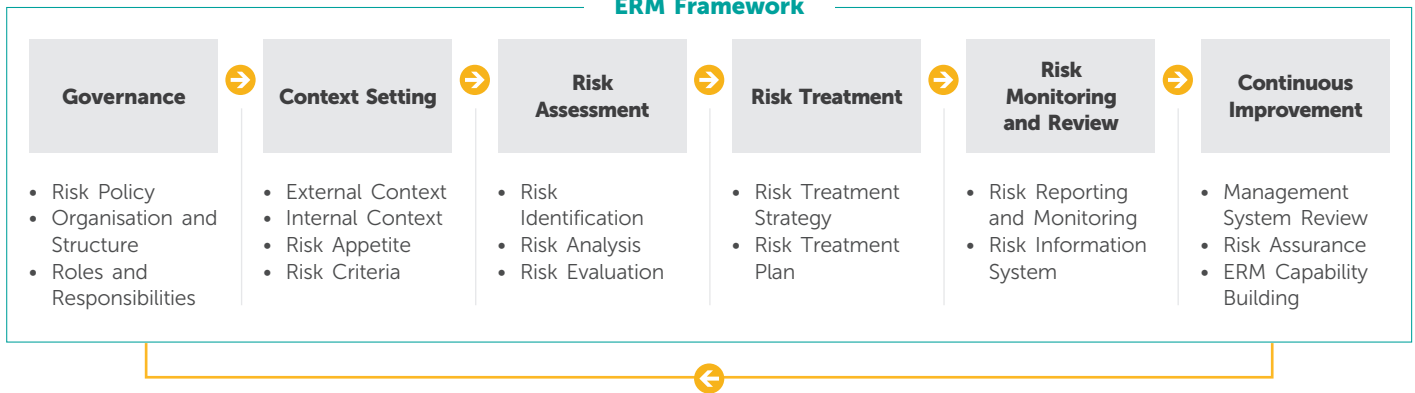 ERM Framework
Governance
Context Setting
Risk
Assessment
Risk Treatment
Risk
Monitoring
and Review
Continuous
Improvement
• Risk Policy
• Organisation and
Structure
• Roles and
Responsibilities
• External Context
• Internal Context
• Risk Appetite
• Risk Criteria
• Risk
Identification
• Risk Analysis
• Risk Evaluation
• Risk Treatment
Strategy
• Risk Treatment
Plan
• Risk Reporting
and Monitoring
• Risk Information
System
• Management
System Review
• Risk Assurance
• ERM Capability
Building